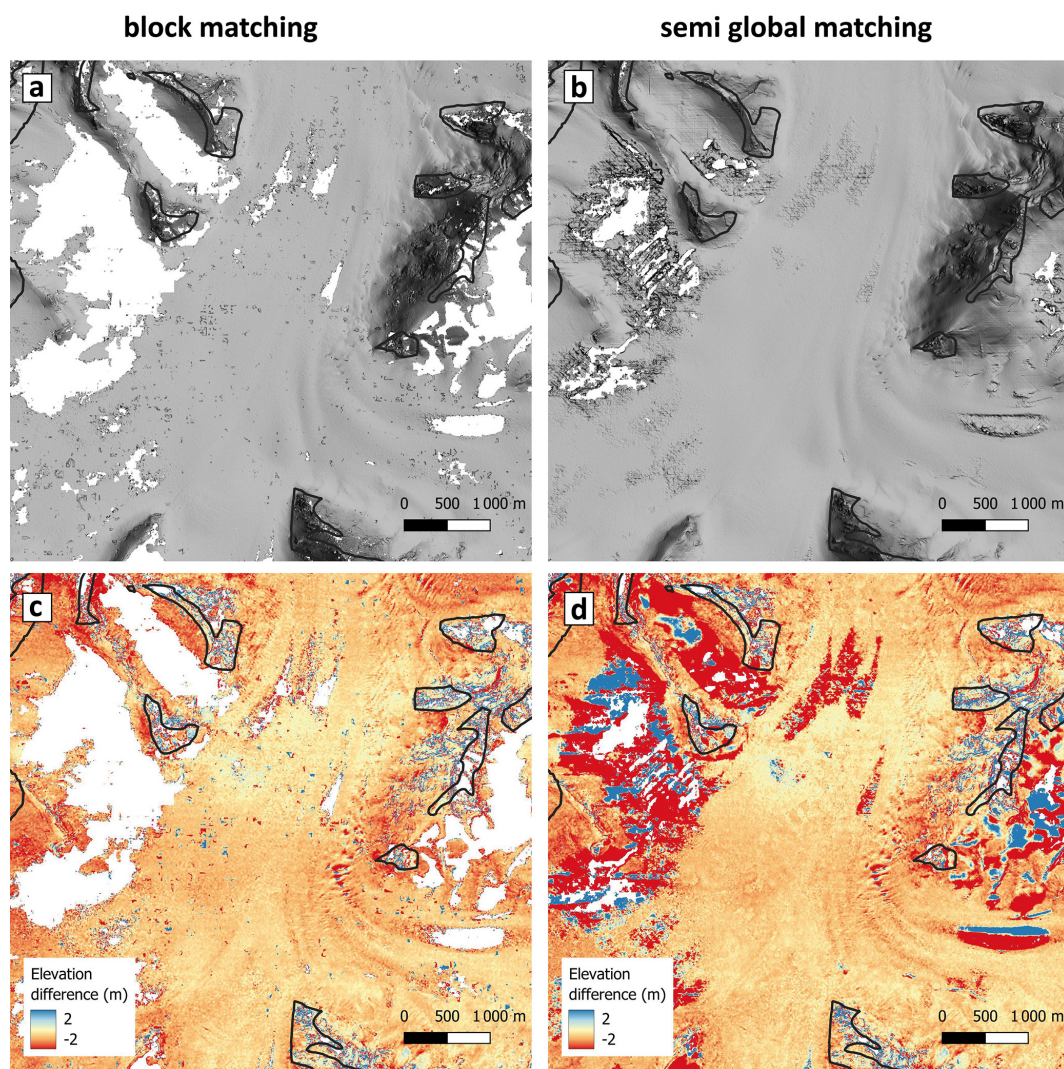 block matching
semi global matching
a
b
0 500 1 000 m
0 500 1 000 m
c
d
Elevation
difference (m)
2
-2
0 500 1 000 m
Elevation
difference (m)
2
-2
0 500 1 000 m